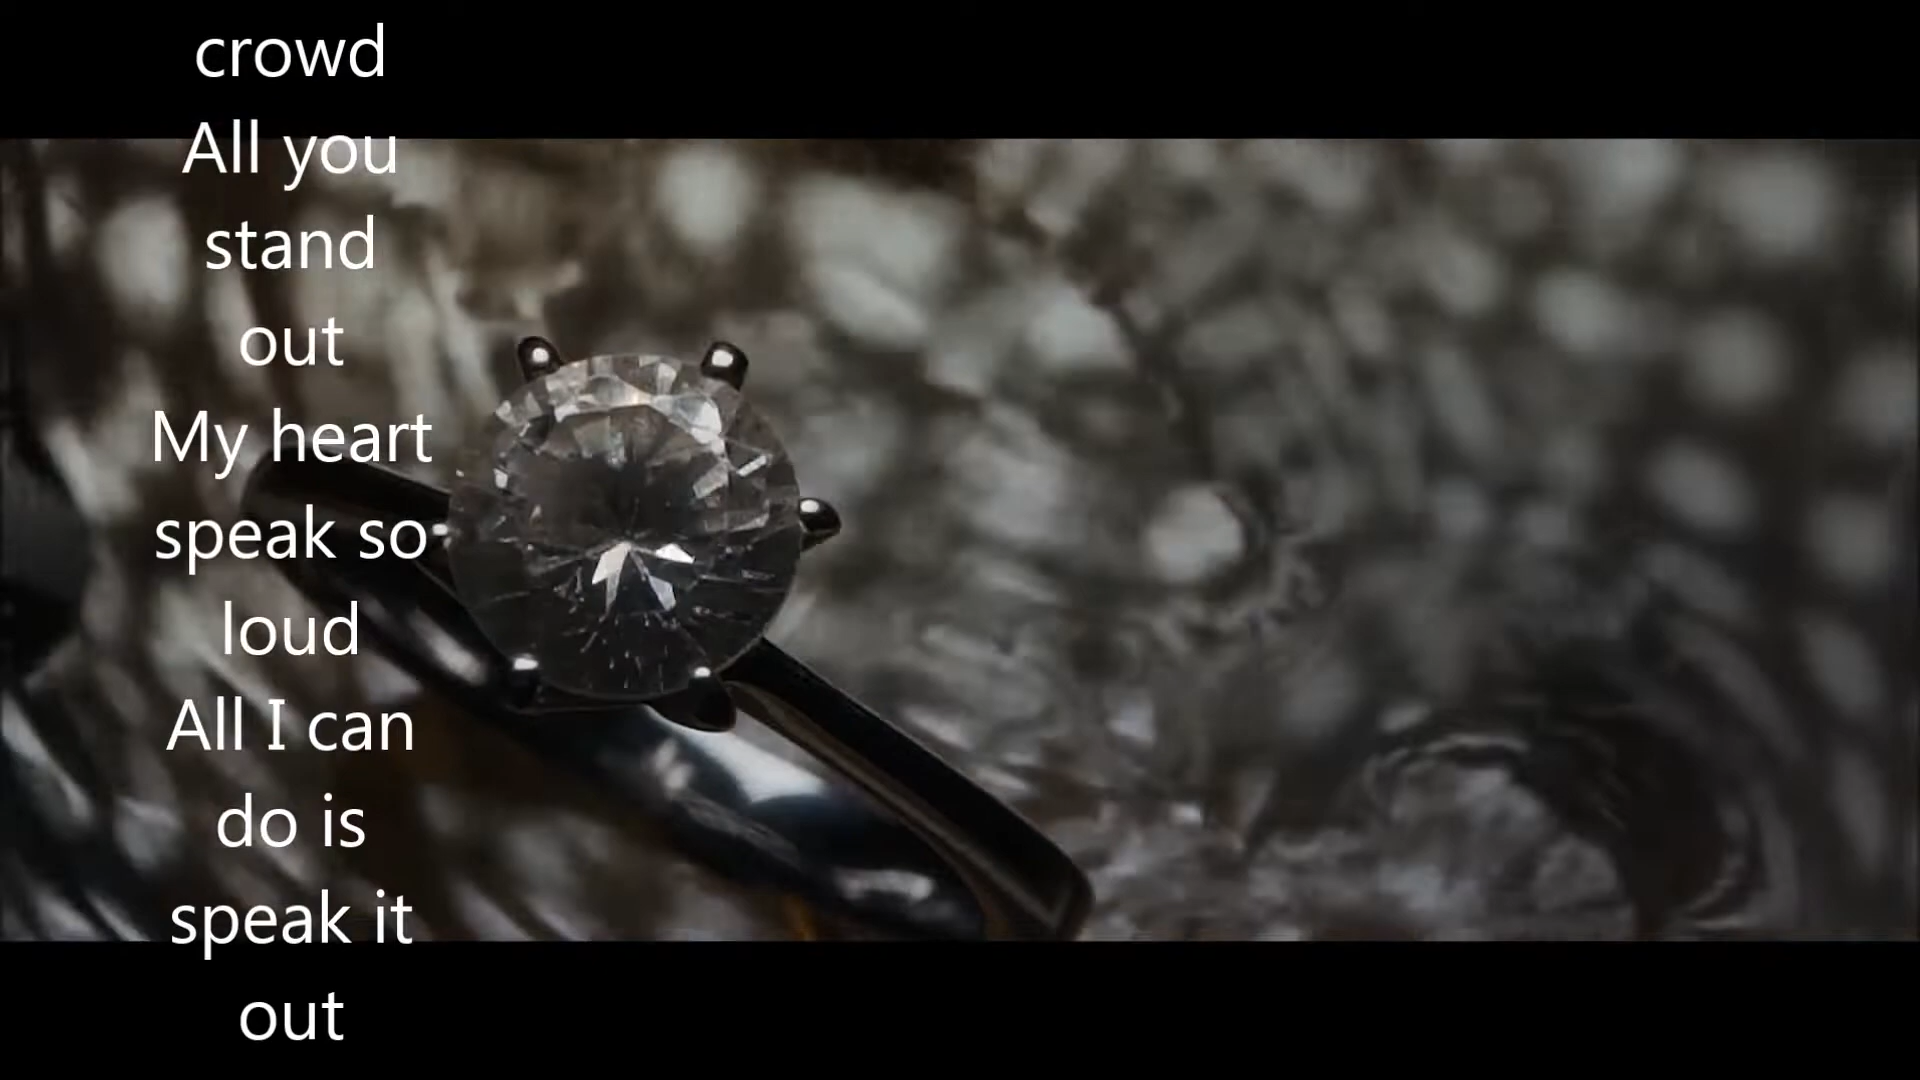 crowd
All you
stand
out
My heart
speak so
loud
All I can
do is
speak it
out